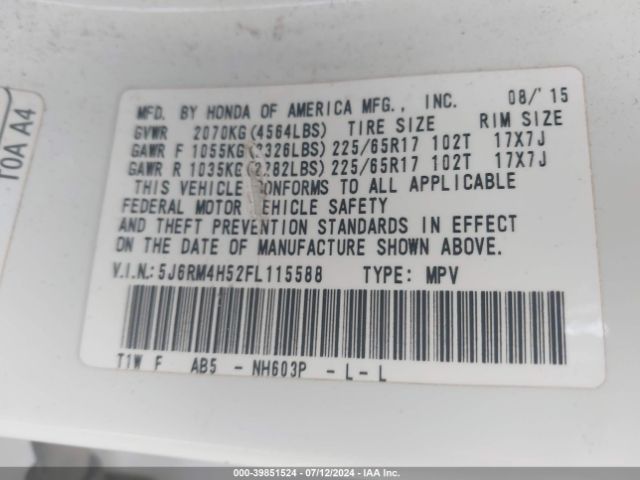 T0A A4
MFD. BY HONDA OF AMERICA MFG., INC. 08/'15
GVWR 2070KG(4564LBS) TIRE SIZE RIM SIZE
GAWR F 1055KG(2326LBS)225/65R17 102T 17X7J
GAWR R 1035KG(2282LBS)225/65R17 102T 17X7J
THIS VEHICLE CONFORMS TO ALL APPLICABLE
FEDERAL MOTOR VEHICLE SAFETY
AND THEFT PREVENTION STANDARDS IN EFFECT
ON THE DATE OF MANUFACTURE SHOWN ABOVE.
V.I.N.:5J6RM4H52FL115588 TYPE: MPV
T1W F AB5 - NH603P - L - L
000-39851524 - 07/12/2024 - IAA Inc.